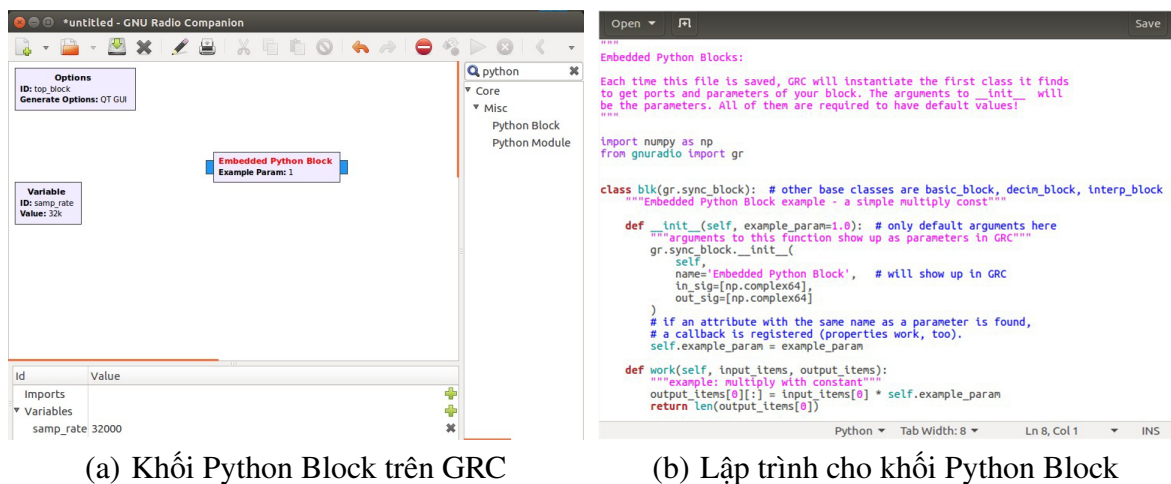 *untitled - GNU Radio Companion
Options
ID: top_block
Generate Options: QT GUI
Embedded Python Block
Example Param: 1
Variable
ID: samp_rate
Value: 32k
python
Core
Misc
Python Block
Python Module
Id Value
Imports
Variables
samp_rate 32000
(a) Khối Python Block trên GRC
Open Save
"""
Embedded Python Blocks:
Each time this file is saved, GRC will instantiate the first class it finds
to get ports and parameters of your block. The arguments to __init__ will
be the parameters. All of them are required to have default values!
"""
import numpy as np
from gnuradio import gr
class blk(gr.sync_block): # other base classes are basic_block, decim_block, interp_block
"""Embedded Python Block example - a simple multiply const"""
def __init__(self, example_param=1.0): # only default arguments here
"""arguments to this function show up as parameters in GRC"""
gr.sync_block.__init__(
self,
name='Embedded Python Block', # will show up in GRC
in_sig=[np.complex64],
out_sig=[np.complex64]
)
# if an attribute with the same name as a parameter is found,
# a callback is registered (properties work, too).
self.example_param = example_param
def work(self, input_items, output_items):
"""example: multiply with constant"""
output_items[0][:] = input_items[0] * self.example_param
return len(output_items[0])
Python Tab Width: 8 Ln 8, Col 1 INS
(b) Lập trình cho khối Python Block